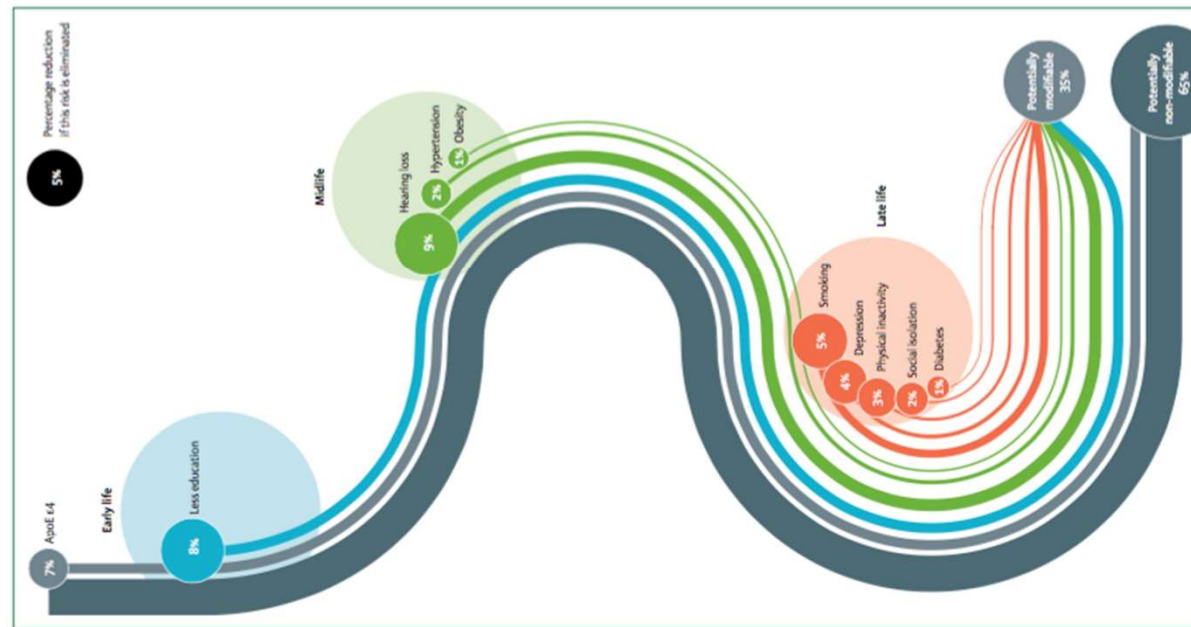 5%
Percentage reduction
if this risk is eliminated
7%
ApoE ε4
Early life
8%
Less education
Midlife
9%
Hearing loss
2%
Hypertension
1%
Obesity
Late life
5%
Smoking
4%
Depression
3%
Physical inactivity
2%
Social isolation
1%
Diabetes
Potentially
modifiable
35%
Potentially
non-modifiable
65%